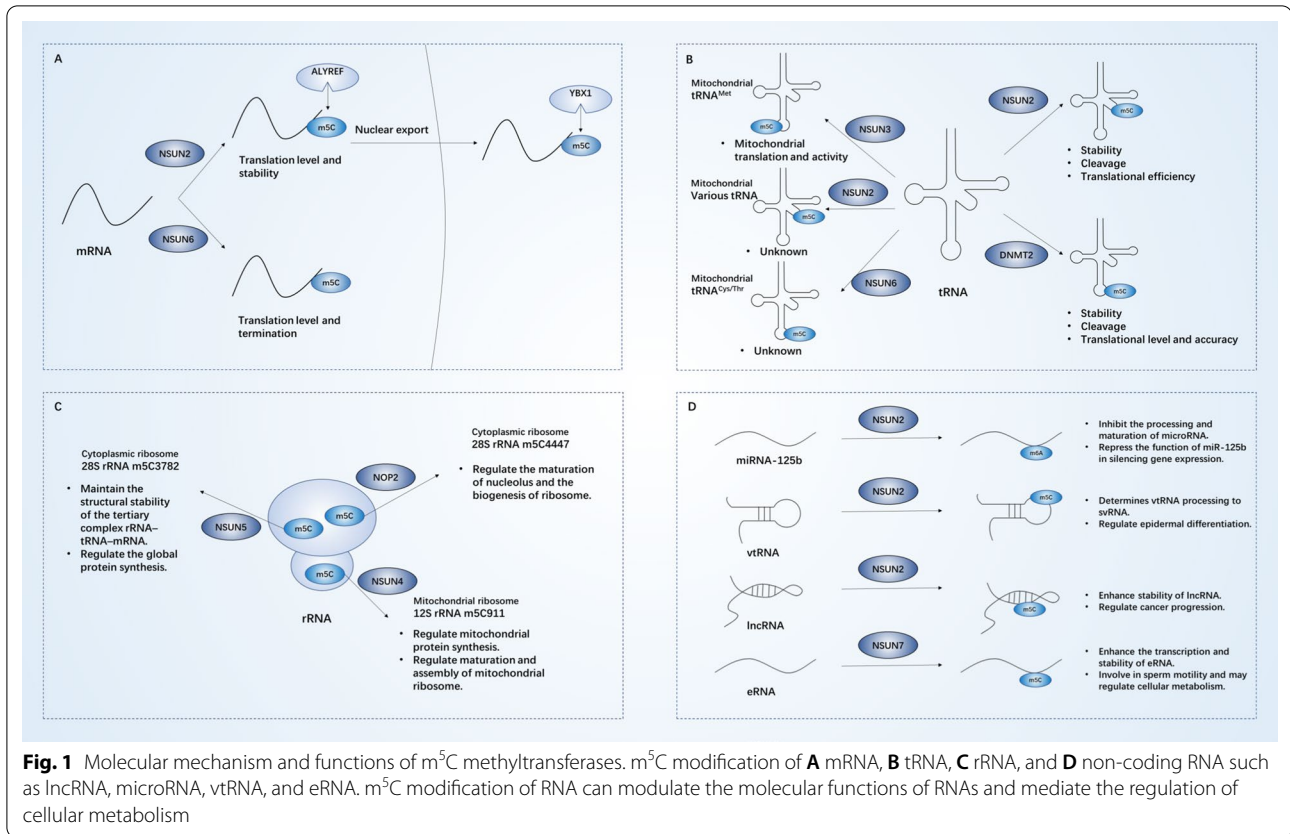 A
ALYREF
m5C
Nuclear export
YBX1
m5C
NSUN2
Translation level and
stability
mRNA
NSUN6
m5C
Translation level and
termination
B
Mitochondrial
tRNAMet
m5C
NSUN3
• Mitochondrial
translation and activity
Mitochondrial
Various tRNA
NSUN2
m5C
• Unknown
Mitochondrial
tRNACys/Thr
NSUN6
m5C
• Unknown
tRNA
NSUN2
m5C
• Stability
• Cleavage
• Translational efficiency
DNMT2
m5C
• Stability
• Cleavage
• Translational level and accuracy
C
Cytoplasmic ribosome
28S rRNA m5C3782
• Maintain the
structural stability
of the tertiary
complex rRNA–
tRNA–mRNA.
• Regulate the global
protein synthesis.
NSUN5
m5C
m5C
NOP2
Cytoplasmic ribosome
28S rRNA m5C4447
• Regulate the maturation
of nucleolus and the
biogenesis of ribosome.
m5C
NSUN4
rRNA
Mitochondrial ribosome
12S rRNA m5C911
• Regulate mitochondrial
protein synthesis.
• Regulate maturation and
assembly of mitochondrial
ribosome.
D
miRNA-125b
NSUN2
m6A
• Inhibit the processing and
maturation of microRNA.
• Repress the function of miR-125b
in silencing gene expression.
vtRNA
NSUN2
m5C
• Determines vtRNA processing to
svRNA.
• Regulate epidermal differentiation.
lncRNA
NSUN2
m5C
• Enhance stability of lncRNA.
• Regulate cancer progression.
eRNA
NSUN7
m5C
• Enhance the transcription and
stability of eRNA.
• Involve in sperm motility and may
regulate cellular metabolism.
Fig. 1 Molecular mechanism and functions of m⁵C methyltransferases. m⁵C modification of A mRNA, B tRNA, C rRNA, and D non-coding RNA such
as lncRNA, microRNA, vtRNA, and eRNA. m⁵C modification of RNA can modulate the molecular functions of RNAs and mediate the regulation of
cellular metabolism